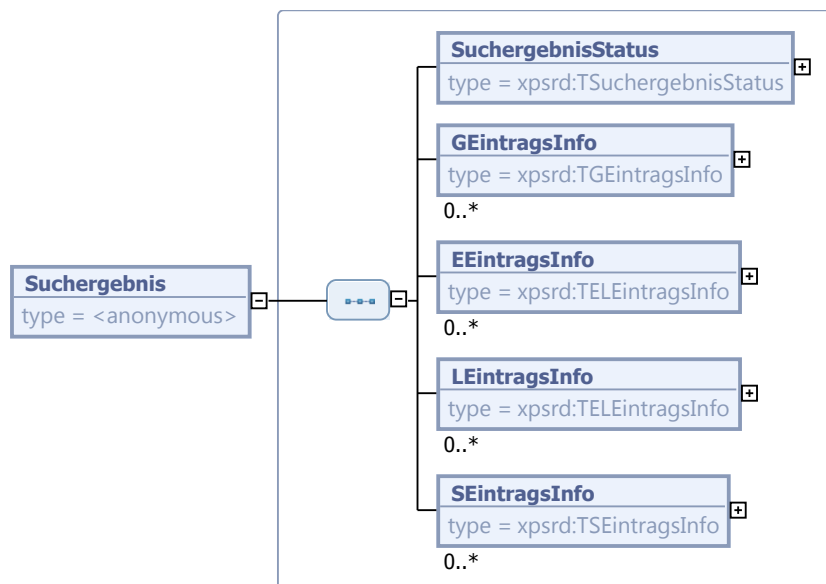 SuchergebnisStatus
type = xpsrd:TSuchergebnisStatus
GEintragsInfo
type = xpsrd:TGEintragsInfo
0..*
EEintragsInfo
type = xpsrd:TELEintragsInfo
0..*
Suchergebnis
type = <anonymous>
LEintragsInfo
type = xpsrd:TELEintragsInfo
0..*
SEintragsInfo
type = xpsrd:TSEintragsInfo
0..*